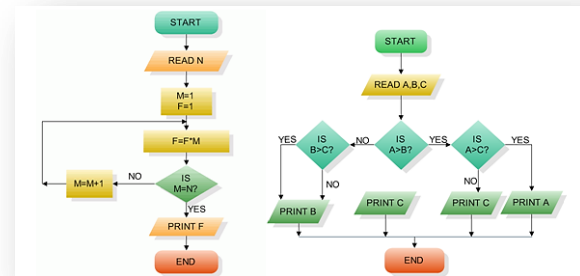 START
READ N
M=1
F=1
F=F*M
IS
M=N?
NO
M=M+1
YES
PRINT F
END
START
READ A,B,C
IS
A>B?
NO
YES
IS
B>C?
YES
NO
IS
A>C?
YES
NO
PRINT B
PRINT C
PRINT C
PRINT A
END